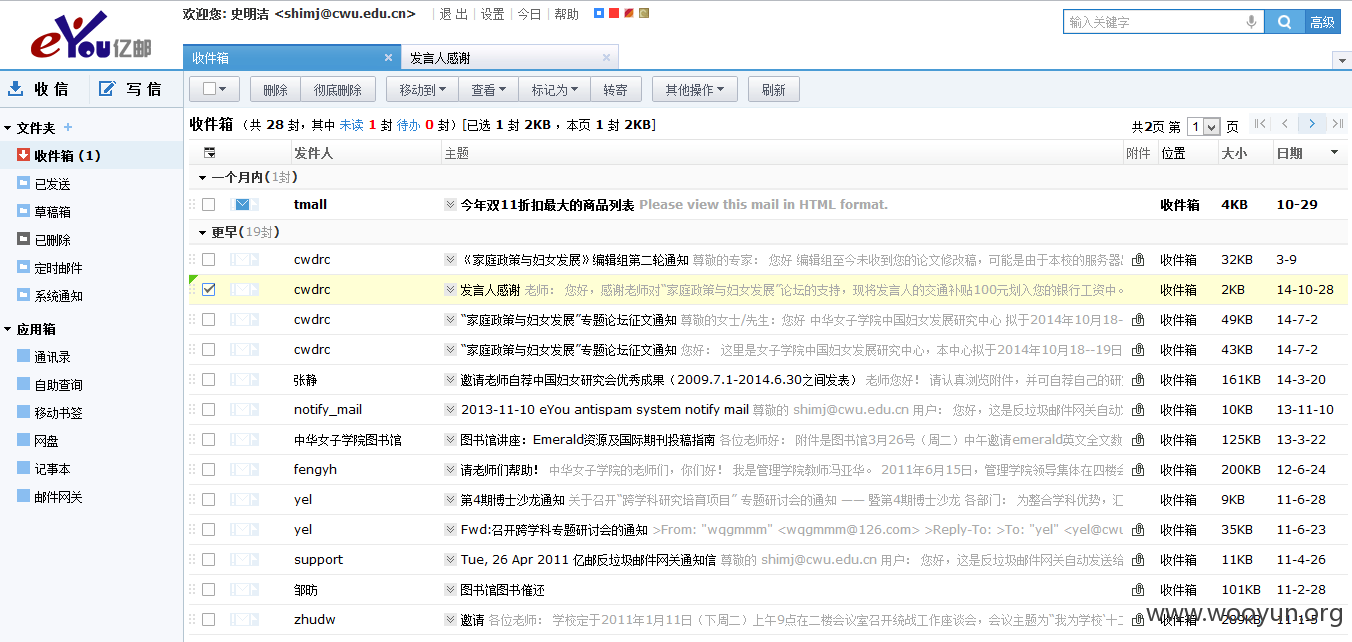 eYou亿邮
欢迎您: 史明洁 <shimj@cwu.edu.cn> 退 出 设置 今日 帮助
输入关键字 高级
收件箱 × 发言人感谢 ×
收 信 写 信
删除 彻底删除 移动到 查看 标记为 转寄 其他操作 刷新
文件夹 +
收件箱 (1)
已发送
草稿箱
已删除
定时邮件
系统通知
应用箱
通讯录
自助查询
移动书签
网盘
记事本
邮件网关
收件箱 (共 28 封，其中 未读 1 封 待办 0 封) [已选 1 封 2KB ，本页 1 封 2KB]
共2页 第 1 页
发件人 主题 附件 位置 大小 日期
一个月内(1封)
tmall 今年双11折扣最大的商品列表 Please view this mail in HTML format. 收件箱 4KB 10-29
更早(19封)
cwdrc 《家庭政策与妇女发展》编辑组第二轮通知 尊敬的专家： 您好 编辑组至今未收到您的论文修改稿，可能是由于本校的服务器 收件箱 32KB 3-9
cwdrc 发言人感谢 老师： 您好，感谢老师对“家庭政策与妇女发展”论坛的支持，现将发言人的交通补贴100元划入您的银行工资中。 收件箱 2KB 14-10-28
cwdrc “家庭政策与妇女发展”专题论坛征文通知 尊敬的女士/先生：您好 中华女子学院中国妇女发展研究中心 拟于2014年10月18- 收件箱 49KB 14-7-2
cwdrc “家庭政策与妇女发展”专题论坛征文通知 您好： 这里是女子学院中国妇女发展研究中心，本中心拟于2014年10月18--19日 收件箱 43KB 14-7-2
张静 邀请老师自荐中国妇女研究会优秀成果（2009.7.1-2014.6.30之间发表） 老师您好！ 请认真浏览附件，并可自荐自己的研 收件箱 161KB 14-3-20
notify_mail 2013-11-10 eYou antispam system notify mail 尊敬的 shimj@cwu.edu.cn 用户： 您好，这是反垃圾邮件网关自动 收件箱 10KB 13-11-10
中华女子学院图书馆 图书馆讲座：Emerald资源及国际期刊投稿指南 各位老师好： 附件是图书馆3月26号（周二）中午邀请emerald英文全文数 收件箱 125KB 13-3-22
fengyh 请老师们帮助！ 中华女子学院的老师们，你们好！ 我是管理学院教师冯亚华。 2011年6月15日，管理学院领导集体在四楼会 收件箱 200KB 12-6-24
yel 第4期博士沙龙通知 关于召开“跨学科研究培育项目” 专题研讨会的通知 —— 暨第4期博士沙龙 各部门： 为整合学科优势，汇 收件箱 9KB 11-6-28
yel Fwd:召开跨学科专题研讨会的通知 >From: "wqgmmm" <wqgmmm@126.com> >Reply-To: >To: "yel" <yel@cwu 收件箱 35KB 11-6-23
support Tue, 26 Apr 2011 亿邮反垃圾邮件网关通知信 尊敬的 shimj@cwu.edu.cn 用户： 您好，这是反垃圾邮件网关自动发送给 收件箱 11KB 11-4-26
邹昉 图书馆图书催还 收件箱 101KB 11-2-28
zhudw 邀请 各位老师： 学校定于2011年1月11日（下周二）上午9点在二楼会议室召开统战工作座谈会，会议主题为“我为学校‘十二 收件箱 289KB 11-1-5
www.wooyun.org